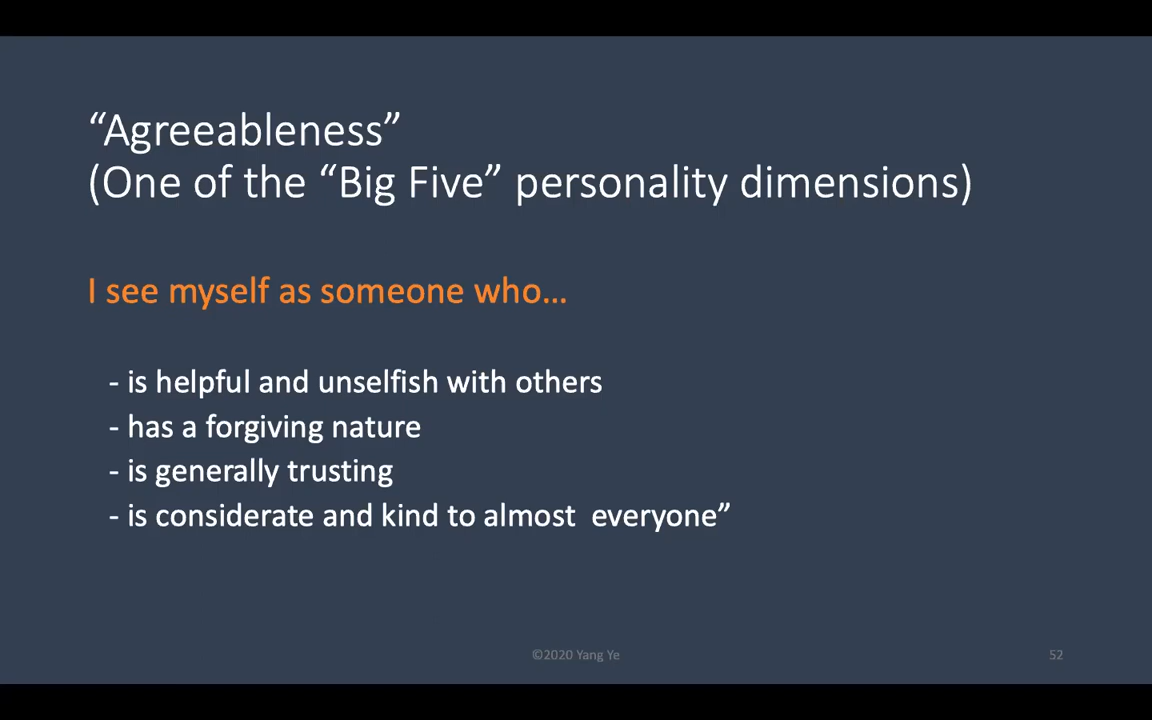 “Agreeableness”
(One of the “Big Five” personality dimensions)
I see myself as someone who…
- is helpful and unselfish with others
- has a forgiving nature
- is generally trusting
- is considerate and kind to almost  everyone”
©2020 Yang Ye
52